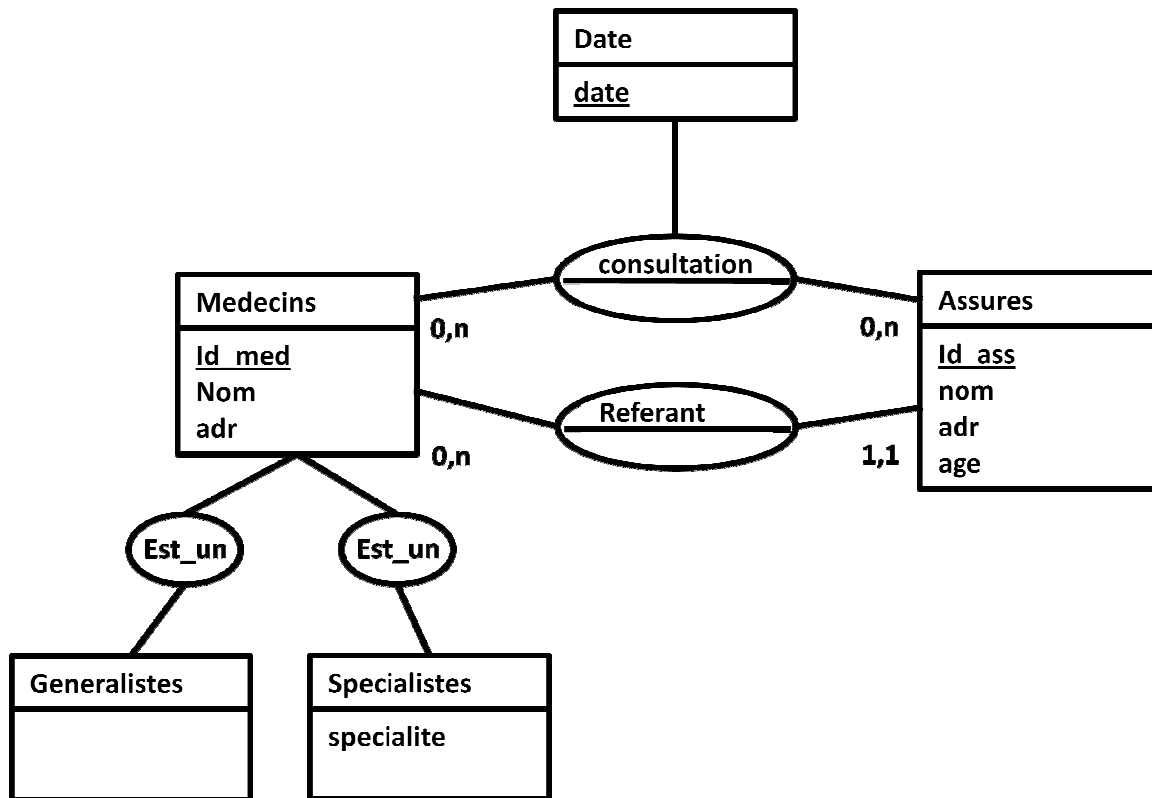 Date
date
consultation
Medecins
Id_med
Nom
adr
0,n
0,n
Assures
Id_ass
nom
adr
age
Referant
0,n
1,1
Est_un
Est_un
Generalistes
Specialistes
specialite